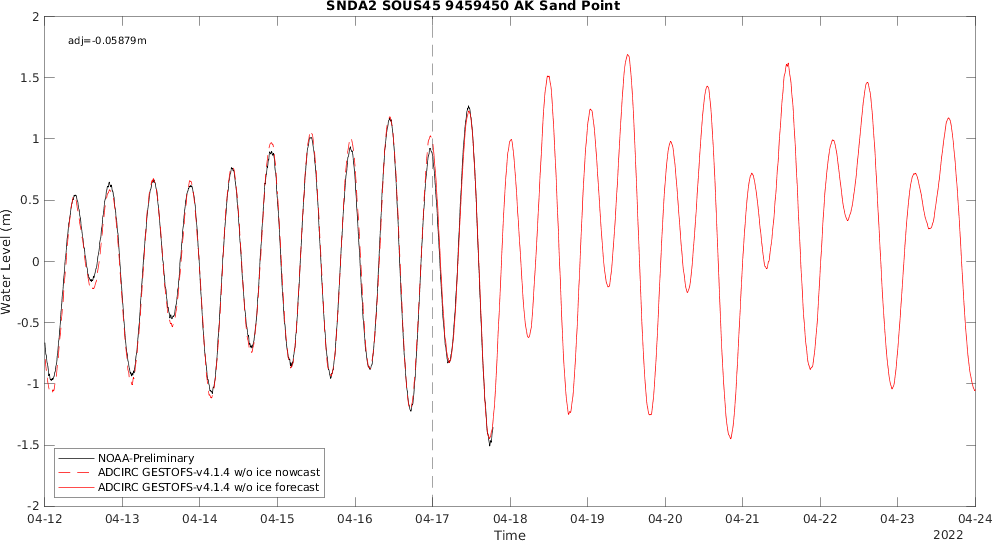 SNDA2 SOUS45 9459450 AK Sand Point
adj=-0.05879m
2
1.5
1
0.5
0
-0.5
-1
-1.5
-2
Water Level (m)
NOAA-Preliminary
ADCIRC GESTOFS-v4.1.4 w/o ice nowcast
ADCIRC GESTOFS-v4.1.4 w/o ice forecast
04-12 04-13 04-14 04-15 04-16 04-17 04-18 04-19 04-20 04-21 04-22 04-23 04-24
Time
2022